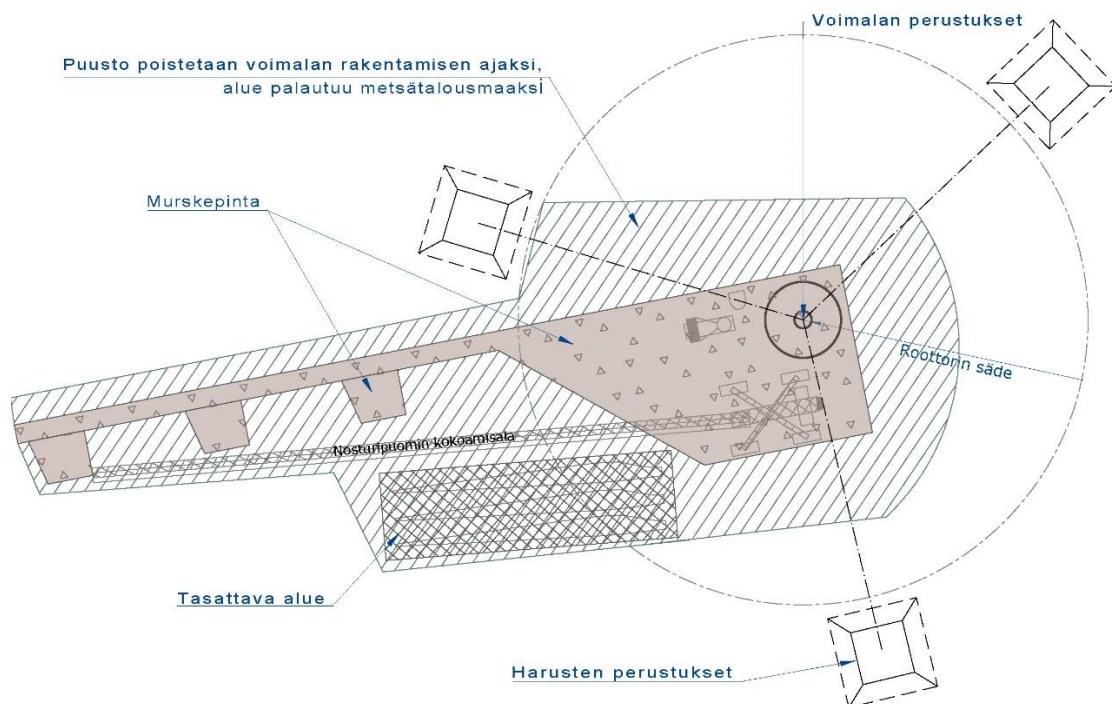 Voimalan perustukset
Puusto poistetaan voimalan rakentamisen ajaksi,
alue palautuu metsätalousmaaksi
Murskepinta
Roottorin säde
Nosturipuomin kokoamisala
Tasattava alue
Harusten perustukset